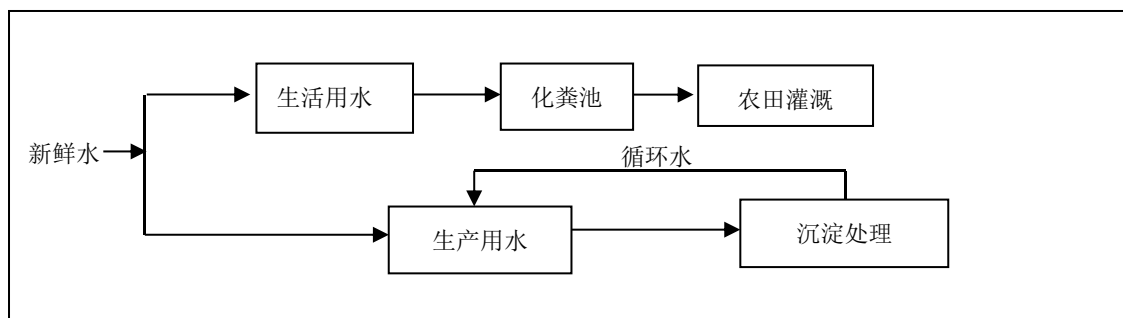 生活用水
化粪池
农田灌溉
新鲜水
循环水
生产用水
沉淀处理